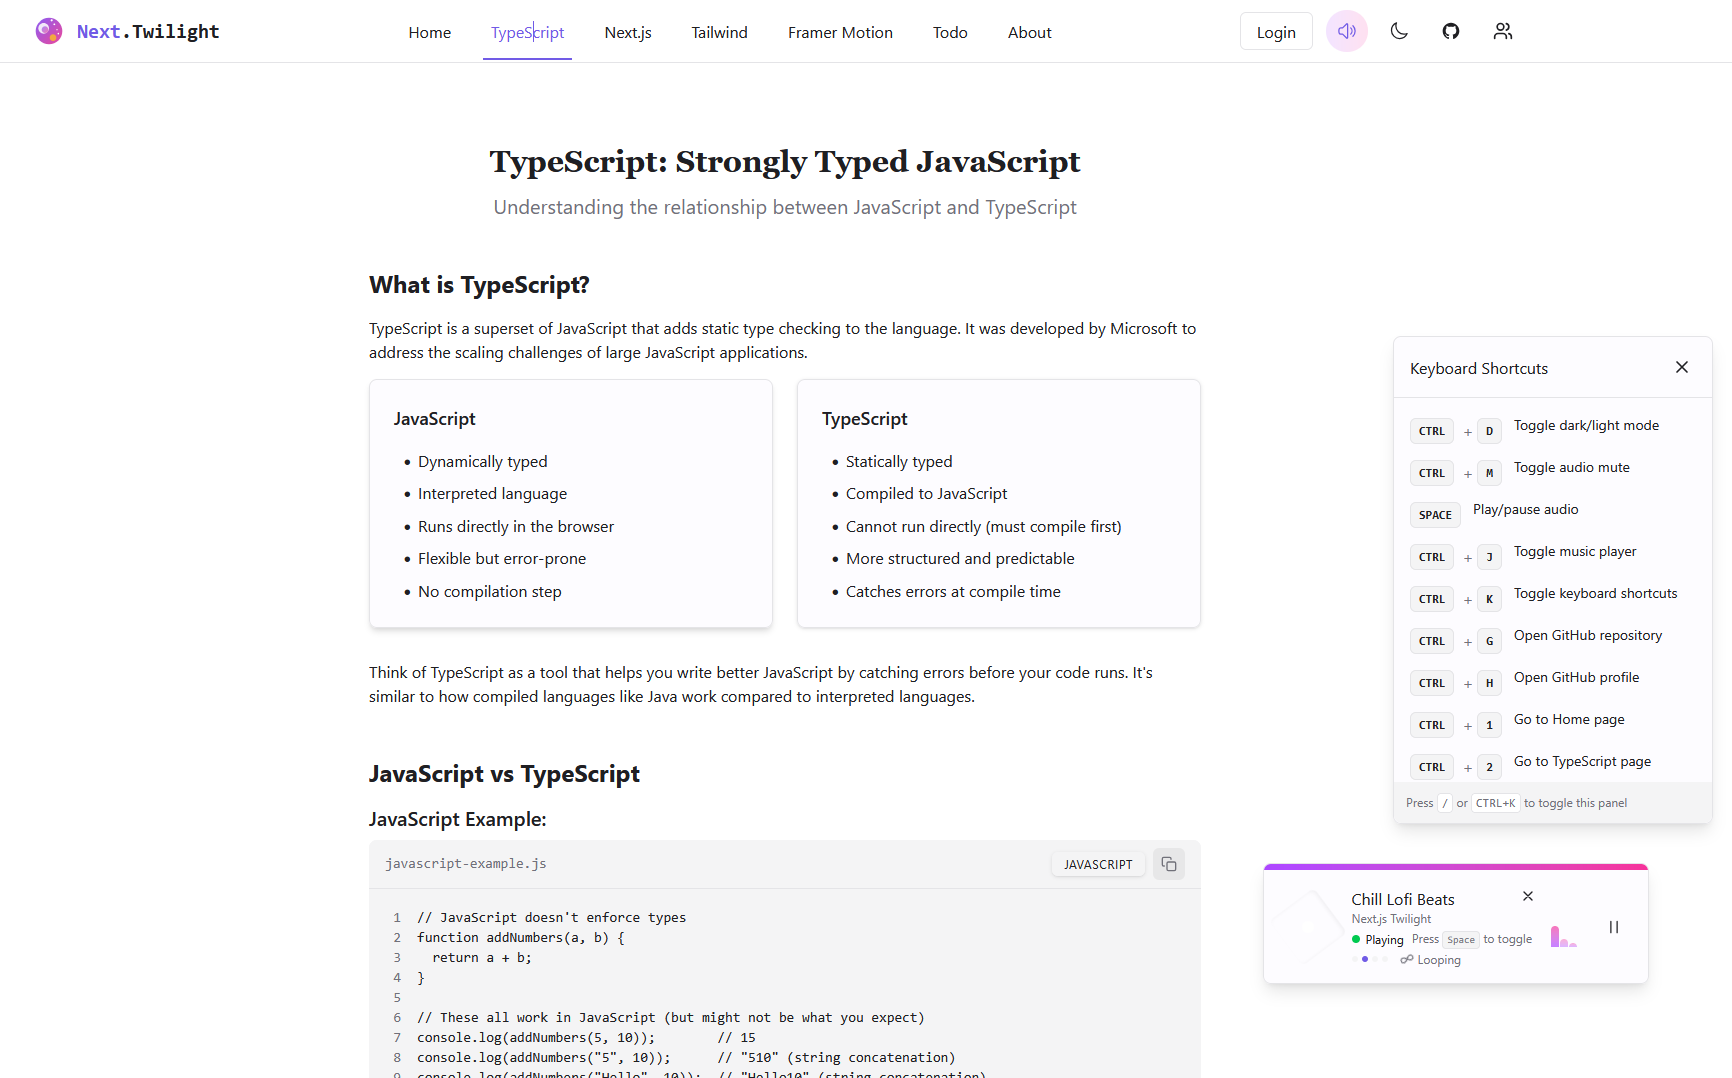 Next.Twilight
Home
TypeScript
Next.js
Tailwind
Framer Motion
Todo
About
Login
TypeScript: Strongly Typed JavaScript
Understanding the relationship between JavaScript and TypeScript
What is TypeScript?
TypeScript is a superset of JavaScript that adds static type checking to the language. It was developed by Microsoft to
address the scaling challenges of large JavaScript applications.
JavaScript
• Dynamically typed
• Interpreted language
• Runs directly in the browser
• Flexible but error-prone
• No compilation step
TypeScript
• Statically typed
• Compiled to JavaScript
• Cannot run directly (must compile first)
• More structured and predictable
• Catches errors at compile time
Think of TypeScript as a tool that helps you write better JavaScript by catching errors before your code runs. It's
similar to how compiled languages like Java work compared to interpreted languages.
JavaScript vs TypeScript
JavaScript Example:
javascript-example.js
JAVASCRIPT
1 // JavaScript doesn't enforce types
2 function addNumbers(a, b) {
3   return a + b;
4 }
5
6 // These all work in JavaScript (but might not be what you expect)
7 console.log(addNumbers(5, 10));        // 15
8 console.log(addNumbers("5", 10));      // "510" (string concatenation)
9 console.log(addNumbers("Hello", 10));  // "Hello10" (string concatenation)
Keyboard Shortcuts
CTRL + D Toggle dark/light mode
CTRL + M Toggle audio mute
SPACE Play/pause audio
CTRL + J Toggle music player
CTRL + K Toggle keyboard shortcuts
CTRL + G Open GitHub repository
CTRL + H Open GitHub profile
CTRL + 1 Go to Home page
CTRL + 2 Go to TypeScript page
Press / or CTRL+K to toggle this panel
Chill Lofi Beats
Next.js Twilight
Playing Press Space to toggle
Looping